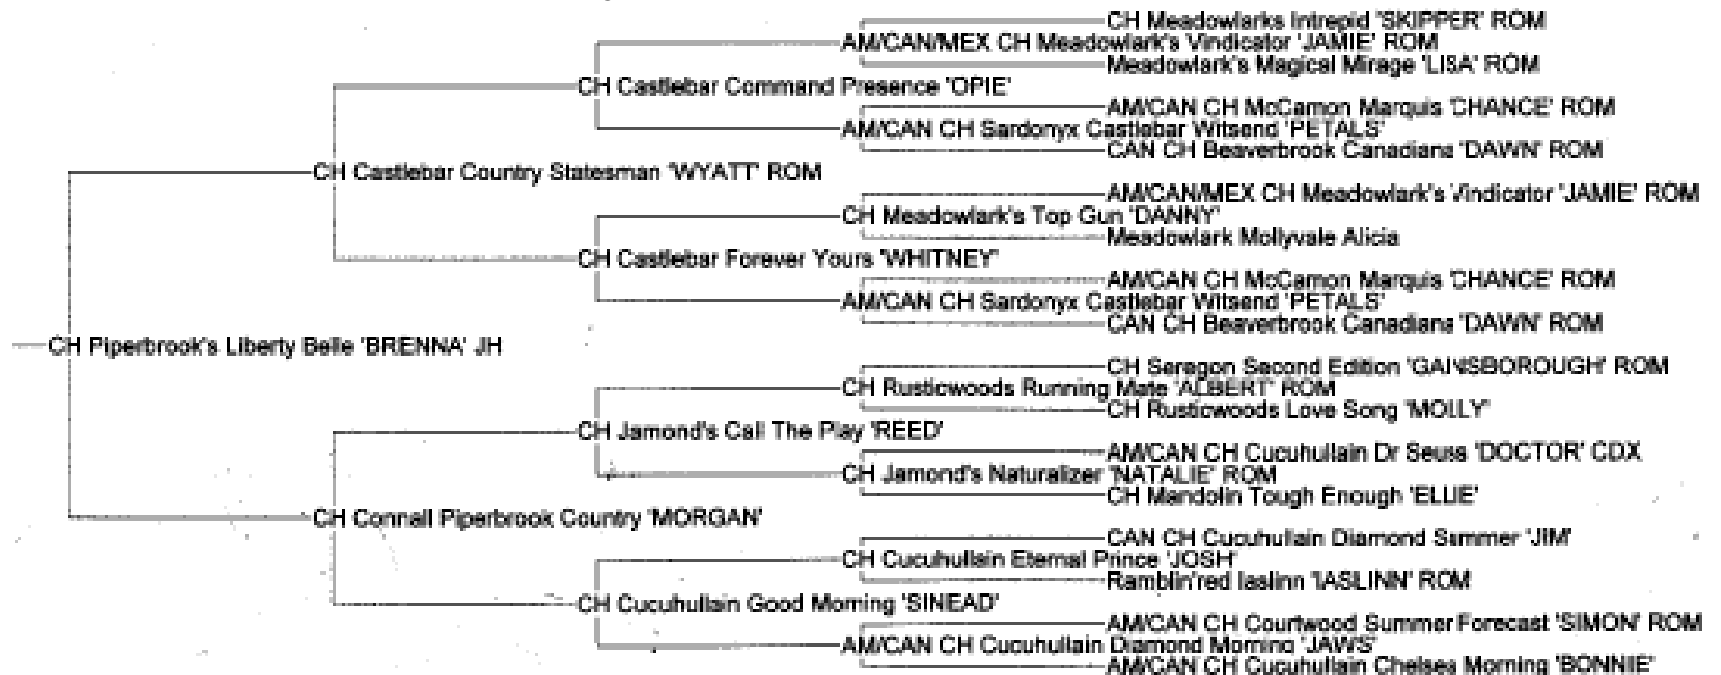 CH Meadowlarks Intrepid 'SKIPPER' ROM
AM/CAN/MEX CH Meadowlark's Vindicator 'JAMIE' ROM
Meadowlark's Magical Mirage 'LISA' ROM
CH Castlebar Command Presence 'OPIE'
AM/CAN CH McCamon Marquis 'CHANCE' ROM
AM/CAN CH Sardonyx Castlebar Witsend 'PETALS'
CAN CH Beaverbrook Canadiana 'DAWN' ROM
CH Castlebar Country Statesman 'WYATT' ROM
AM/CAN/MEX CH Meadowlark's Vindicator 'JAMIE' ROM
CH Meadowlark's Top Gun 'DANNY'
Meadowlark Mollyvale Alicia
CH Castlebar Forever Yours 'WHITNEY'
AM/CAN CH McCamon Marquis 'CHANCE' ROM
AM/CAN CH Sardonyx Castlebar Witsend 'PETALS'
CAN CH Beaverbrook Canadiana 'DAWN' ROM
CH Piperbrook's Liberty Belle 'BRENNA' JH
CH Seregon Second Edition 'GAINSBOROUGH' ROM
CH Rusticwoods Running Mate 'ALBERT' ROM
CH Rusticwoods Love Song 'MOLLY'
CH Jamond's Call The Play 'REED'
AM/CAN CH Cucuhullain Dr Seuss 'DOCTOR' CDX
CH Jamond's Naturalizer 'NATALIE' ROM
CH Mandolin Tough Enough 'ELLIE'
CH Connall Piperbrook Country 'MORGAN'
CAN CH Cucuhullain Diamond Summer 'JIM'
CH Cucuhullain Eternal Prince 'JOSH'
Ramblin'red Iaslinn 'IASLINN' ROM
CH Cucuhullain Good Morning 'SINEAD'
AM/CAN CH Courtwood Summer Forecast 'SIMON' ROM
AM/CAN CH Cucuhullain Diamond Morning 'JAWS'
AM/CAN CH Cucuhullain Chelsea Morning 'BONNIE'